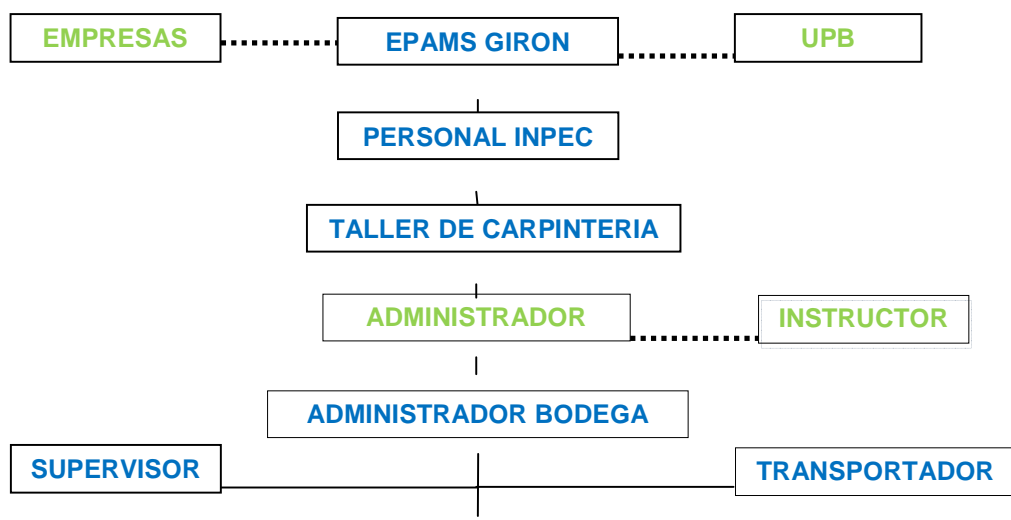 EMPRESAS
EPAMS GIRON
UPB
PERSONAL INPEC
TALLER DE CARPINTERIA
ADMINISTRADOR
INSTRUCTOR
ADMINISTRADOR BODEGA
SUPERVISOR
TRANSPORTADOR